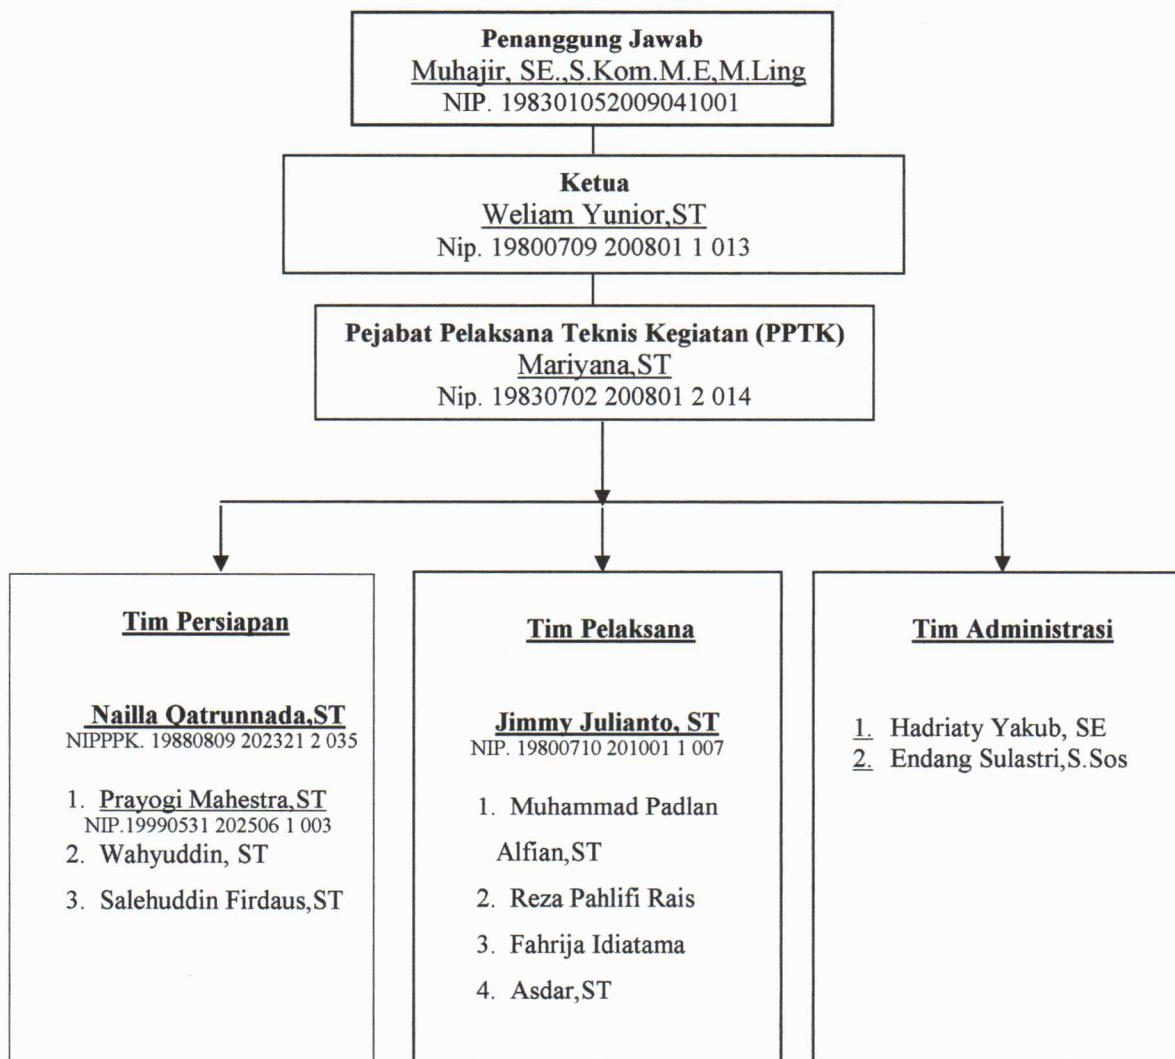 Penanggung Jawab
Muhajir, SE.,S.Kom.M.E,M.Ling
NIP. 198301052009041001
Ketua
Weliam Yunior,ST
Nip. 19800709 200801 1 013
Pejabat Pelaksana Teknis Kegiatan (PPTK)
Mariyana,ST
Nip. 19830702 200801 2 014
Tim Persiapan
Nailla Qatrunnada,ST
NIPPPK. 19880809 202321 2 035
1. Prayogi Mahestra,ST
NIP.19990531 202506 1 003
2. Wahyuddin, ST
3. Salehuddin Firdaus,ST
Tim Pelaksana
Jimmy Julianto, ST
NIP. 19800710 201001 1 007
1. Muhammad Padlan
Alfian,ST
2. Reza Pahlifi Rais
3. Fahrija Idiatama
4. Asdar,ST
Tim Administrasi
1. Hadriaty Yakub, SE
2. Endang Sulastri,S.Sos